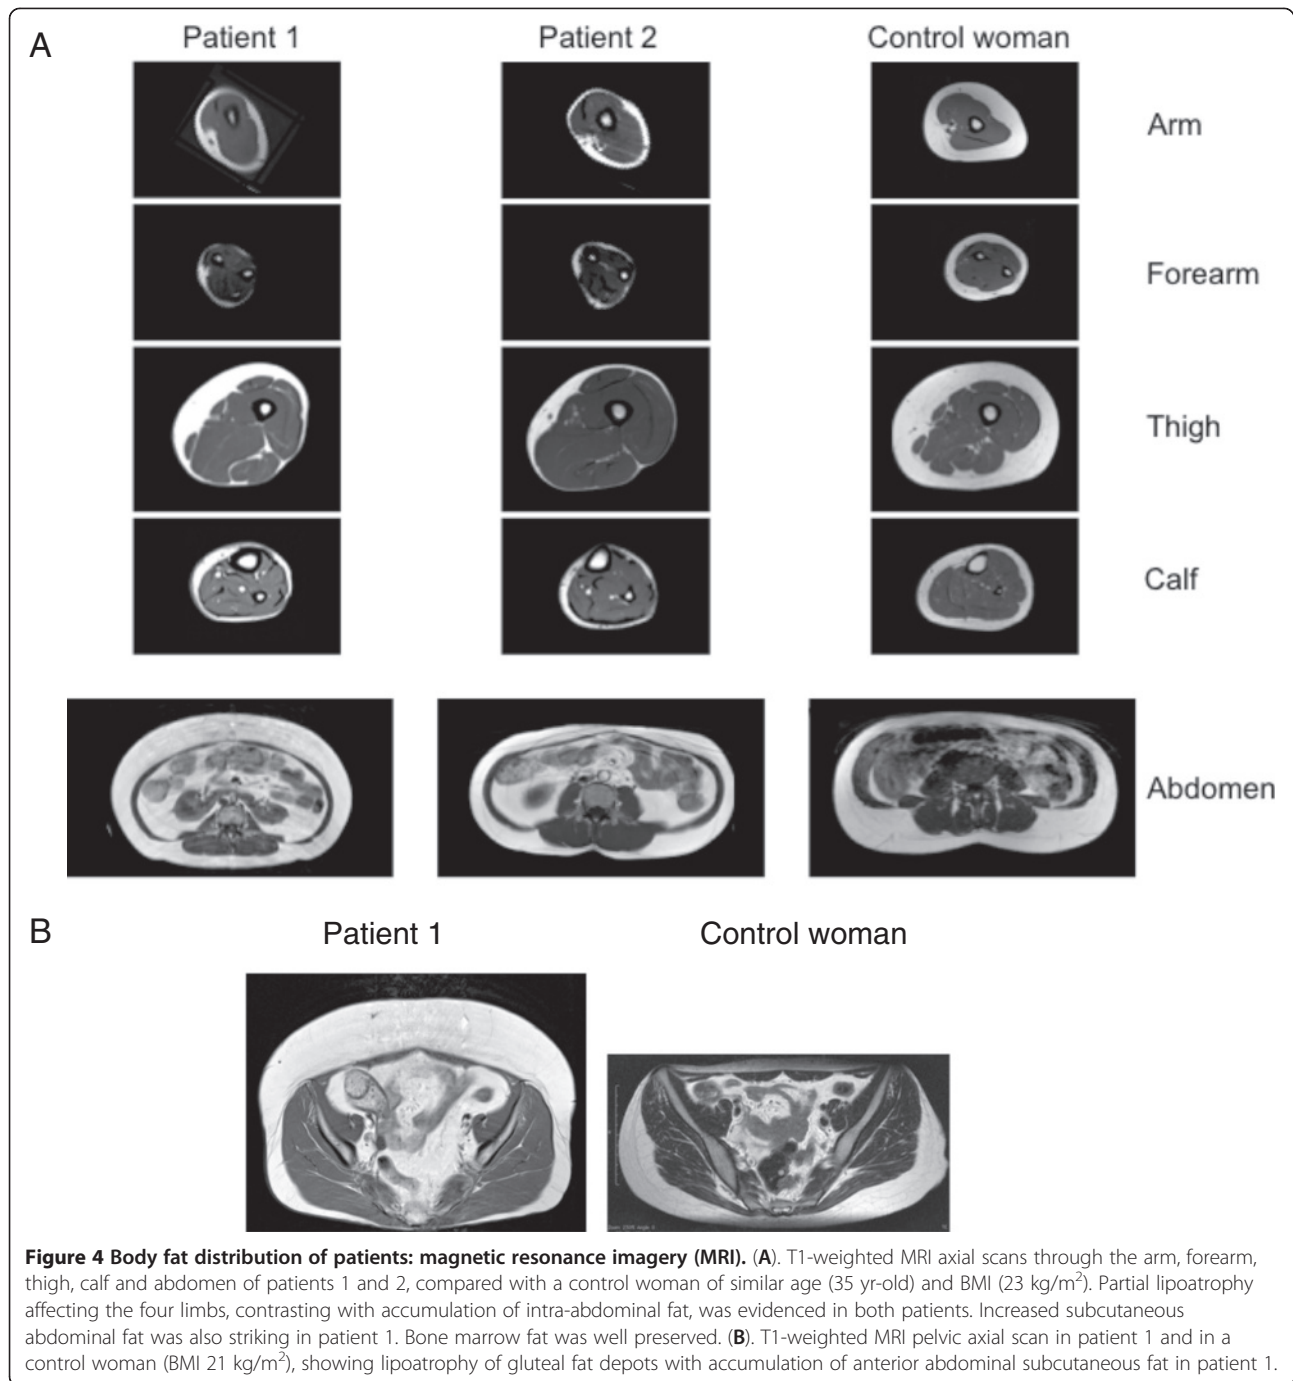 A
Patient 1
Patient 2
Control woman
Arm
Forearm
Thigh
Calf
Abdomen
B
Patient 1
Control woman
Figure 4 Body fat distribution of patients: magnetic resonance imagery (MRI). (A). T1-weighted MRI axial scans through the arm, forearm,
thigh, calf and abdomen of patients 1 and 2, compared with a control woman of similar age (35 yr-old) and BMI (23 kg/m²). Partial lipoatrophy
affecting the four limbs, contrasting with accumulation of intra-abdominal fat, was evidenced in both patients. Increased subcutaneous
abdominal fat was also striking in patient 1. Bone marrow fat was well preserved. (B). T1-weighted MRI pelvic axial scan in patient 1 and in a
control woman (BMI 21 kg/m²), showing lipoatrophy of gluteal fat depots with accumulation of anterior abdominal subcutaneous fat in patient 1.